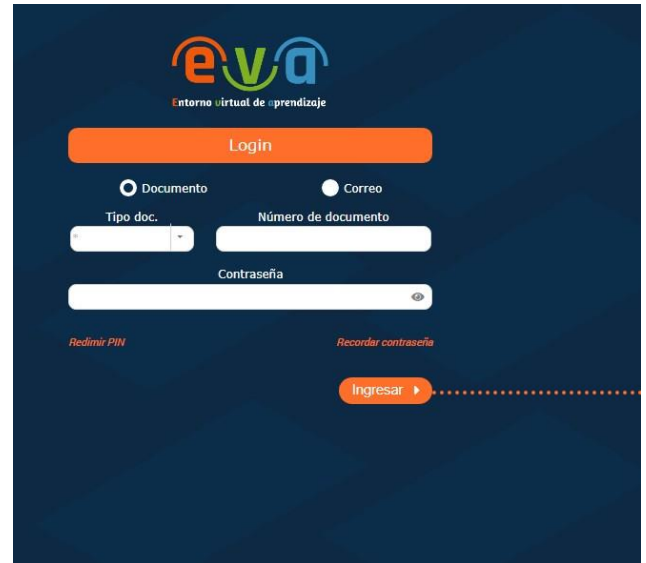 eva
Entorno virtual de aprendizaje
Login
Documento
Correo
Tipo doc.
Número de documento
*
Contraseña
Redimir PIN
Recordar contraseña
Ingresar